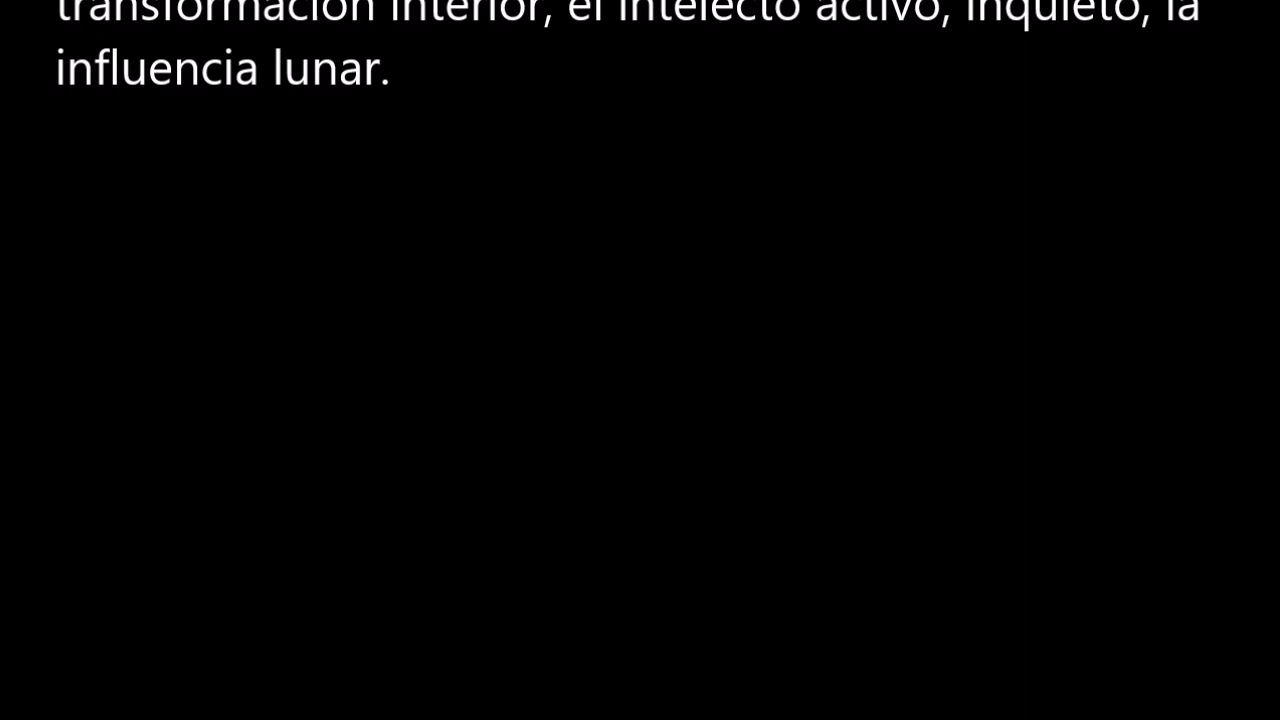 transformación interior, el intelecto activo, inquieto, la
influencia lunar.